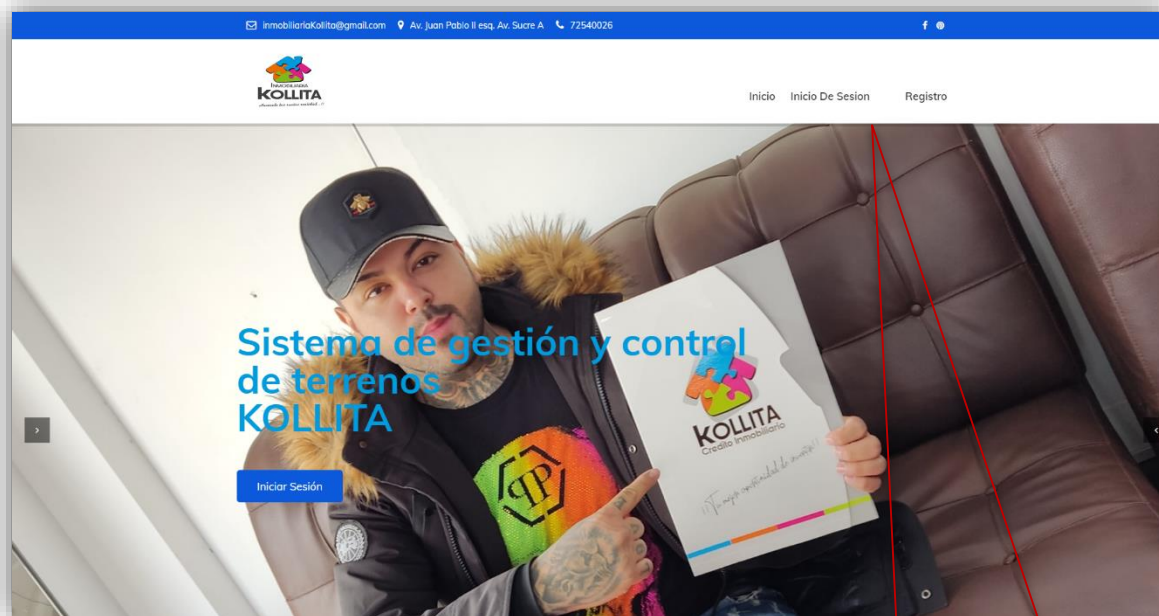 inmobiliariaKollita@gmail.com Av. Juan Pablo II esq. Av. Sucre A 72540026
INMOBILIARIA
KOLLITA
Inicio Inicio De Sesion Registro
Sistema de gestión y control
de terrenos
KOLLITA
Iniciar Sesión
KOLLITA
Credito Inmobiliario